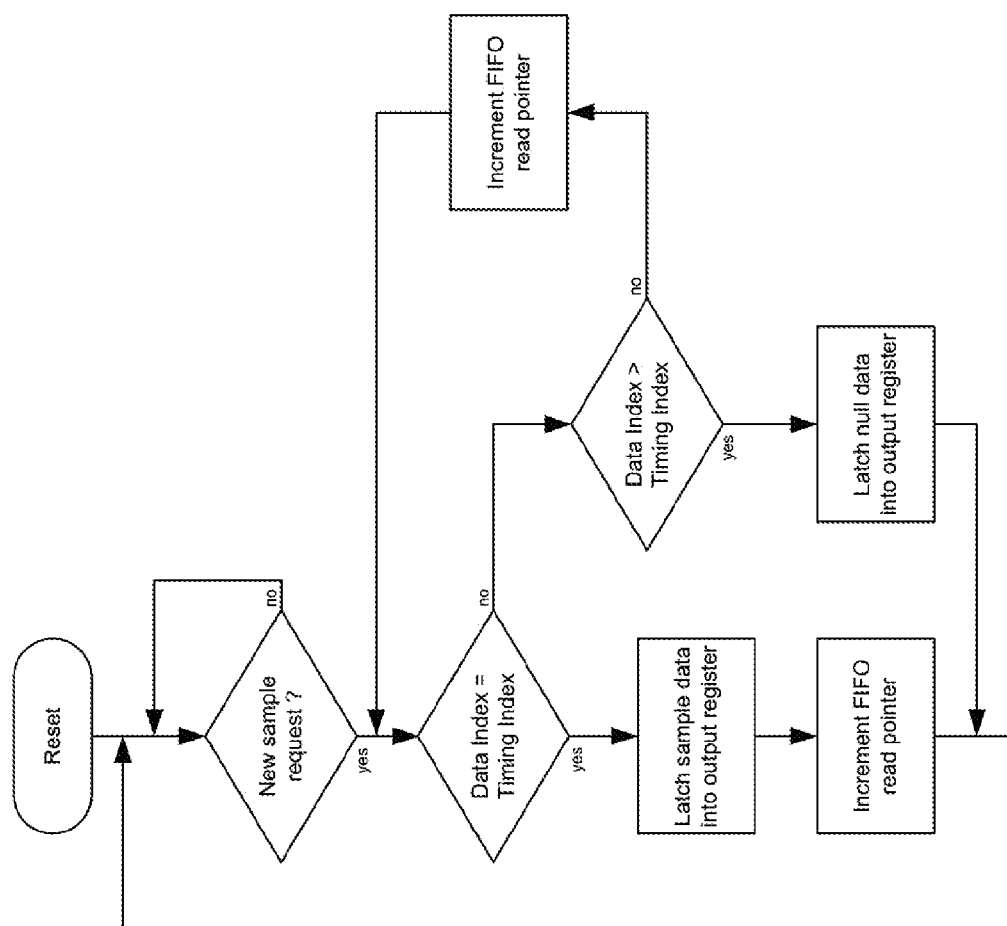 Reset
New sample
request ?
no
yes
Data Index =
Timing Index
no
yes
Latch sample data
into output register
Increment FIFO
read pointer
Data Index >
Timing Index
no
yes
Increment FIFO
read pointer
Latch null data
into output register